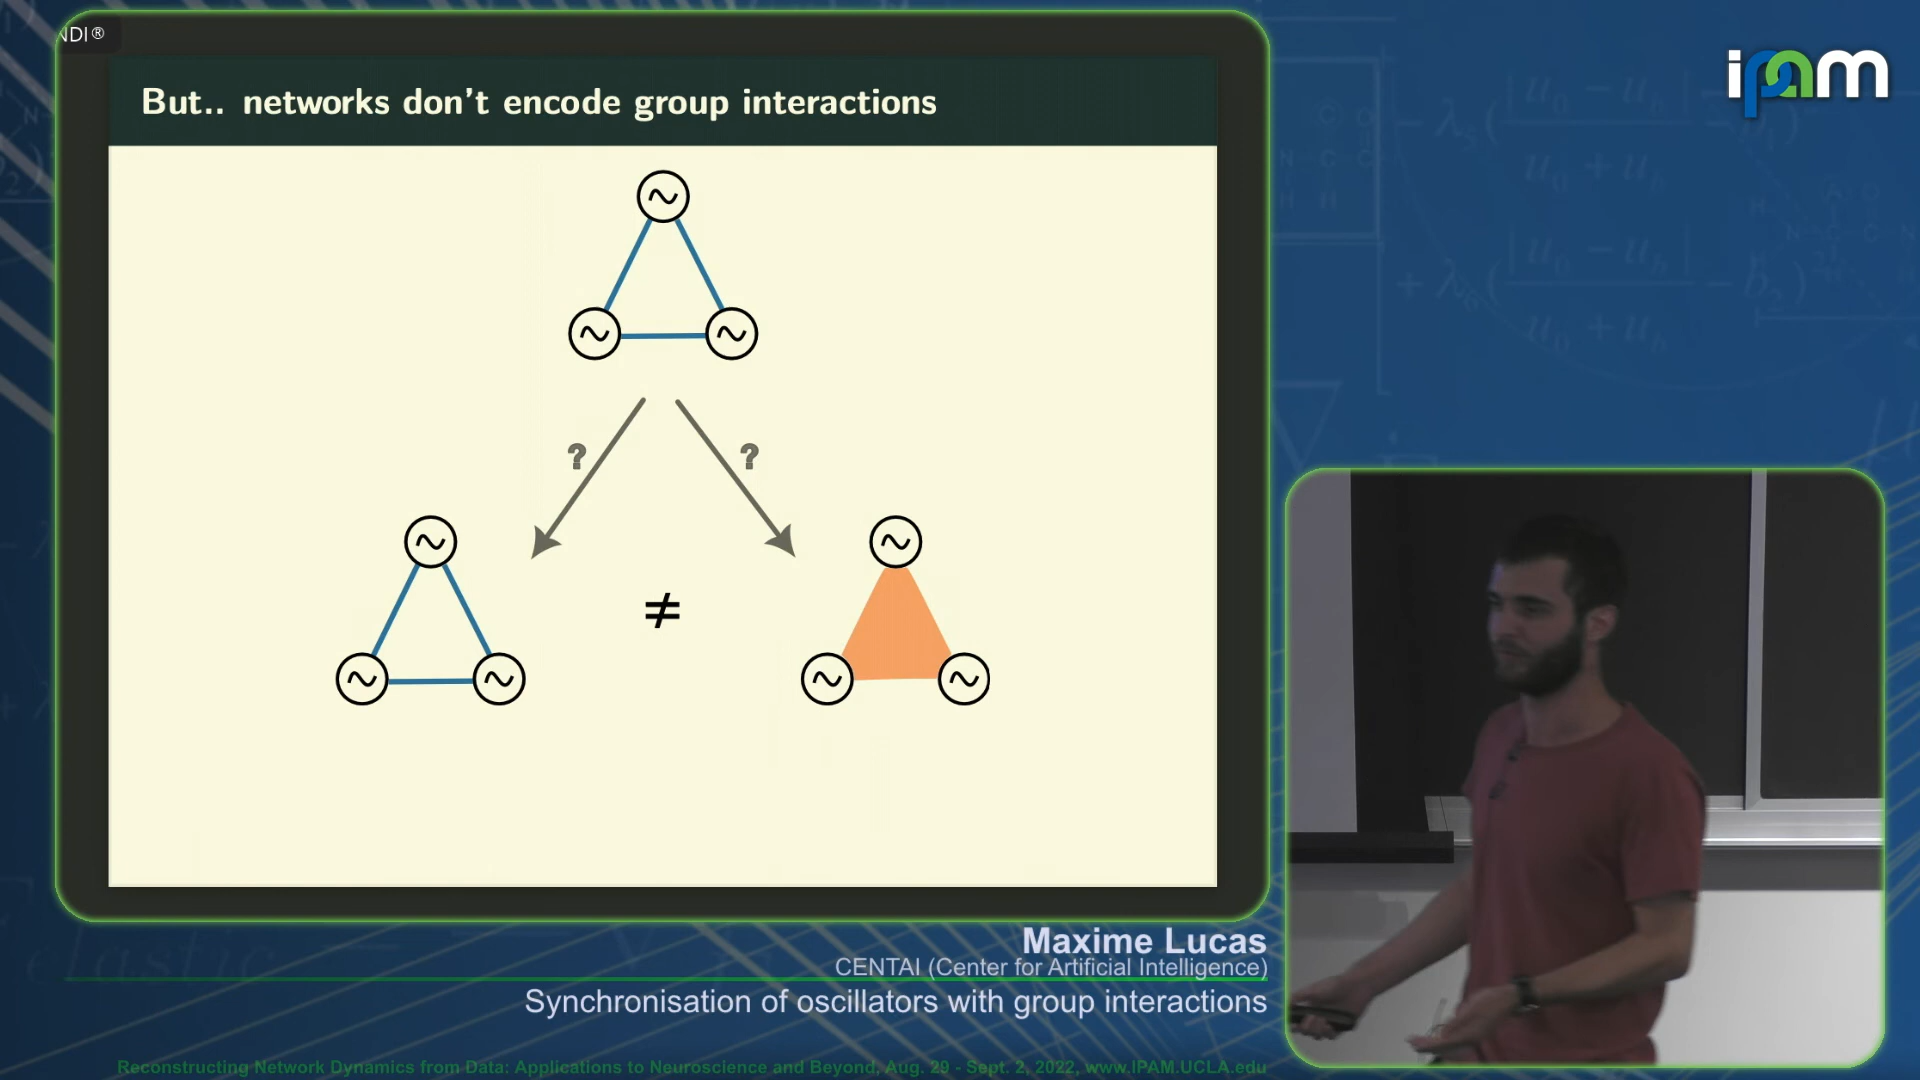 NDI®
But.. networks don't encode group interactions
? ?
≠
ipam
Maxime Lucas
CENTAI (Center for Artificial Intelligence)
Synchronisation of oscillators with group interactions
Reconstructing Network Dynamics from Data: Applications to Neuroscience and Beyond, Aug. 29 - Sept. 2, 2022, www.IPAM.UCLA.edu